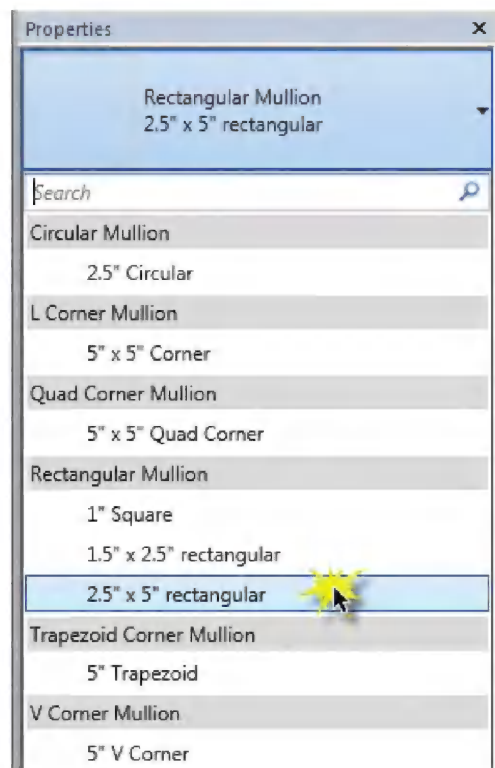 Properties
Rectangular Mullion
2.5" x 5" rectangular
Search
Circular Mullion
2.5" Circular
L Corner Mullion
5" x 5" Corner
Quad Corner Mullion
5" x 5" Quad Corner
Rectangular Mullion
1" Square
1.5" x 2.5" rectangular
2.5" x 5" rectangular
Trapezoid Corner Mullion
5" Trapezoid
V Corner Mullion
5" V Corner